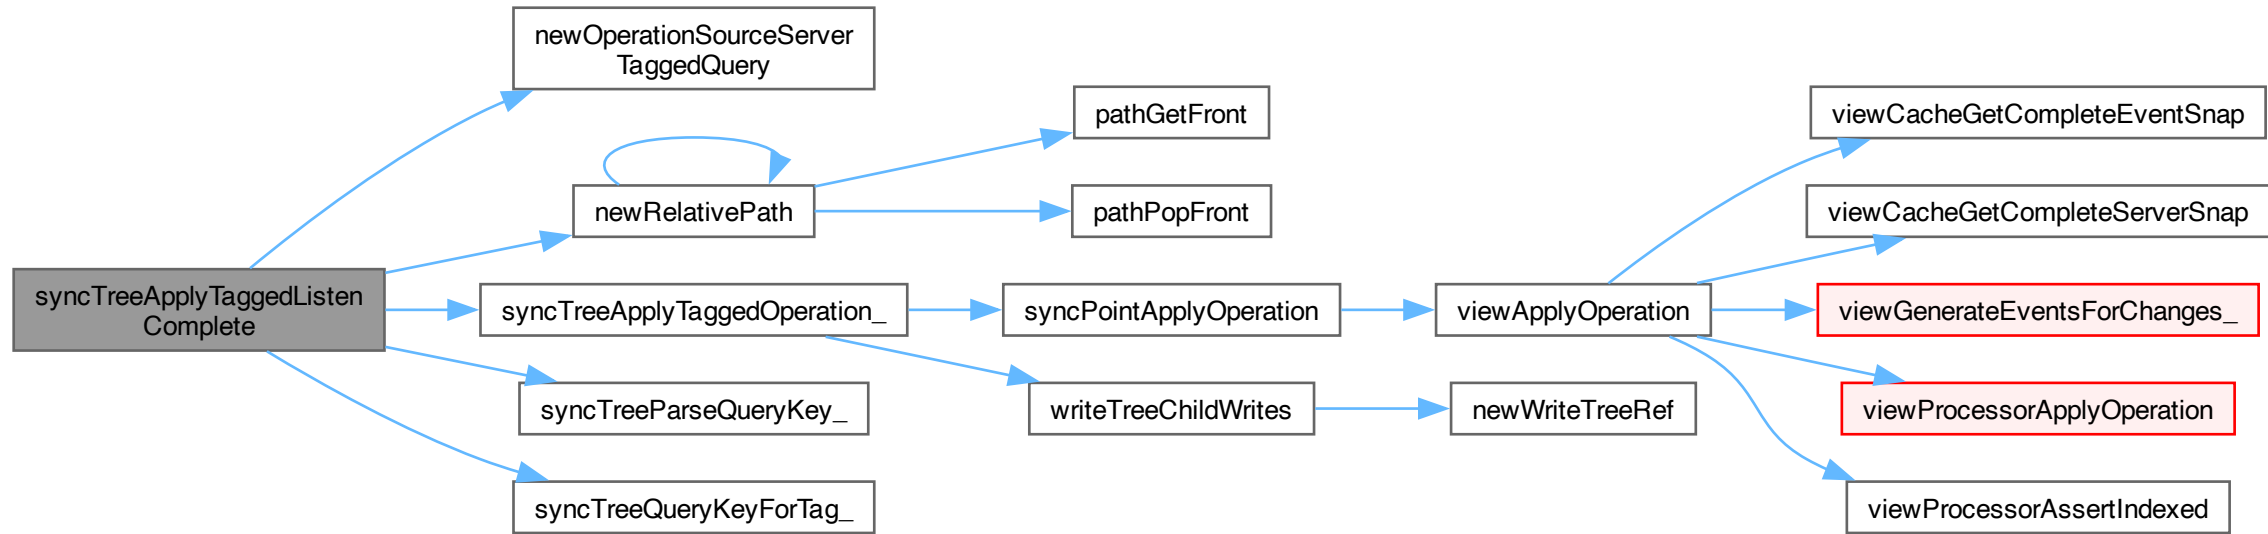 newOperationSourceServer
TaggedQuery
pathGetFront
viewCacheGetCompleteEventSnap
newRelativePath
pathPopFront
viewCacheGetCompleteServerSnap
syncTreeApplyTaggedListen
Complete
syncTreeApplyTaggedOperation_
syncPointApplyOperation
viewApplyOperation
viewGenerateEventsForChanges_
syncTreeParseQueryKey_
writeTreeChildWrites
newWriteTreeRef
viewProcessorApplyOperation
syncTreeQueryKeyForTag_
viewProcessorAssertIndexed